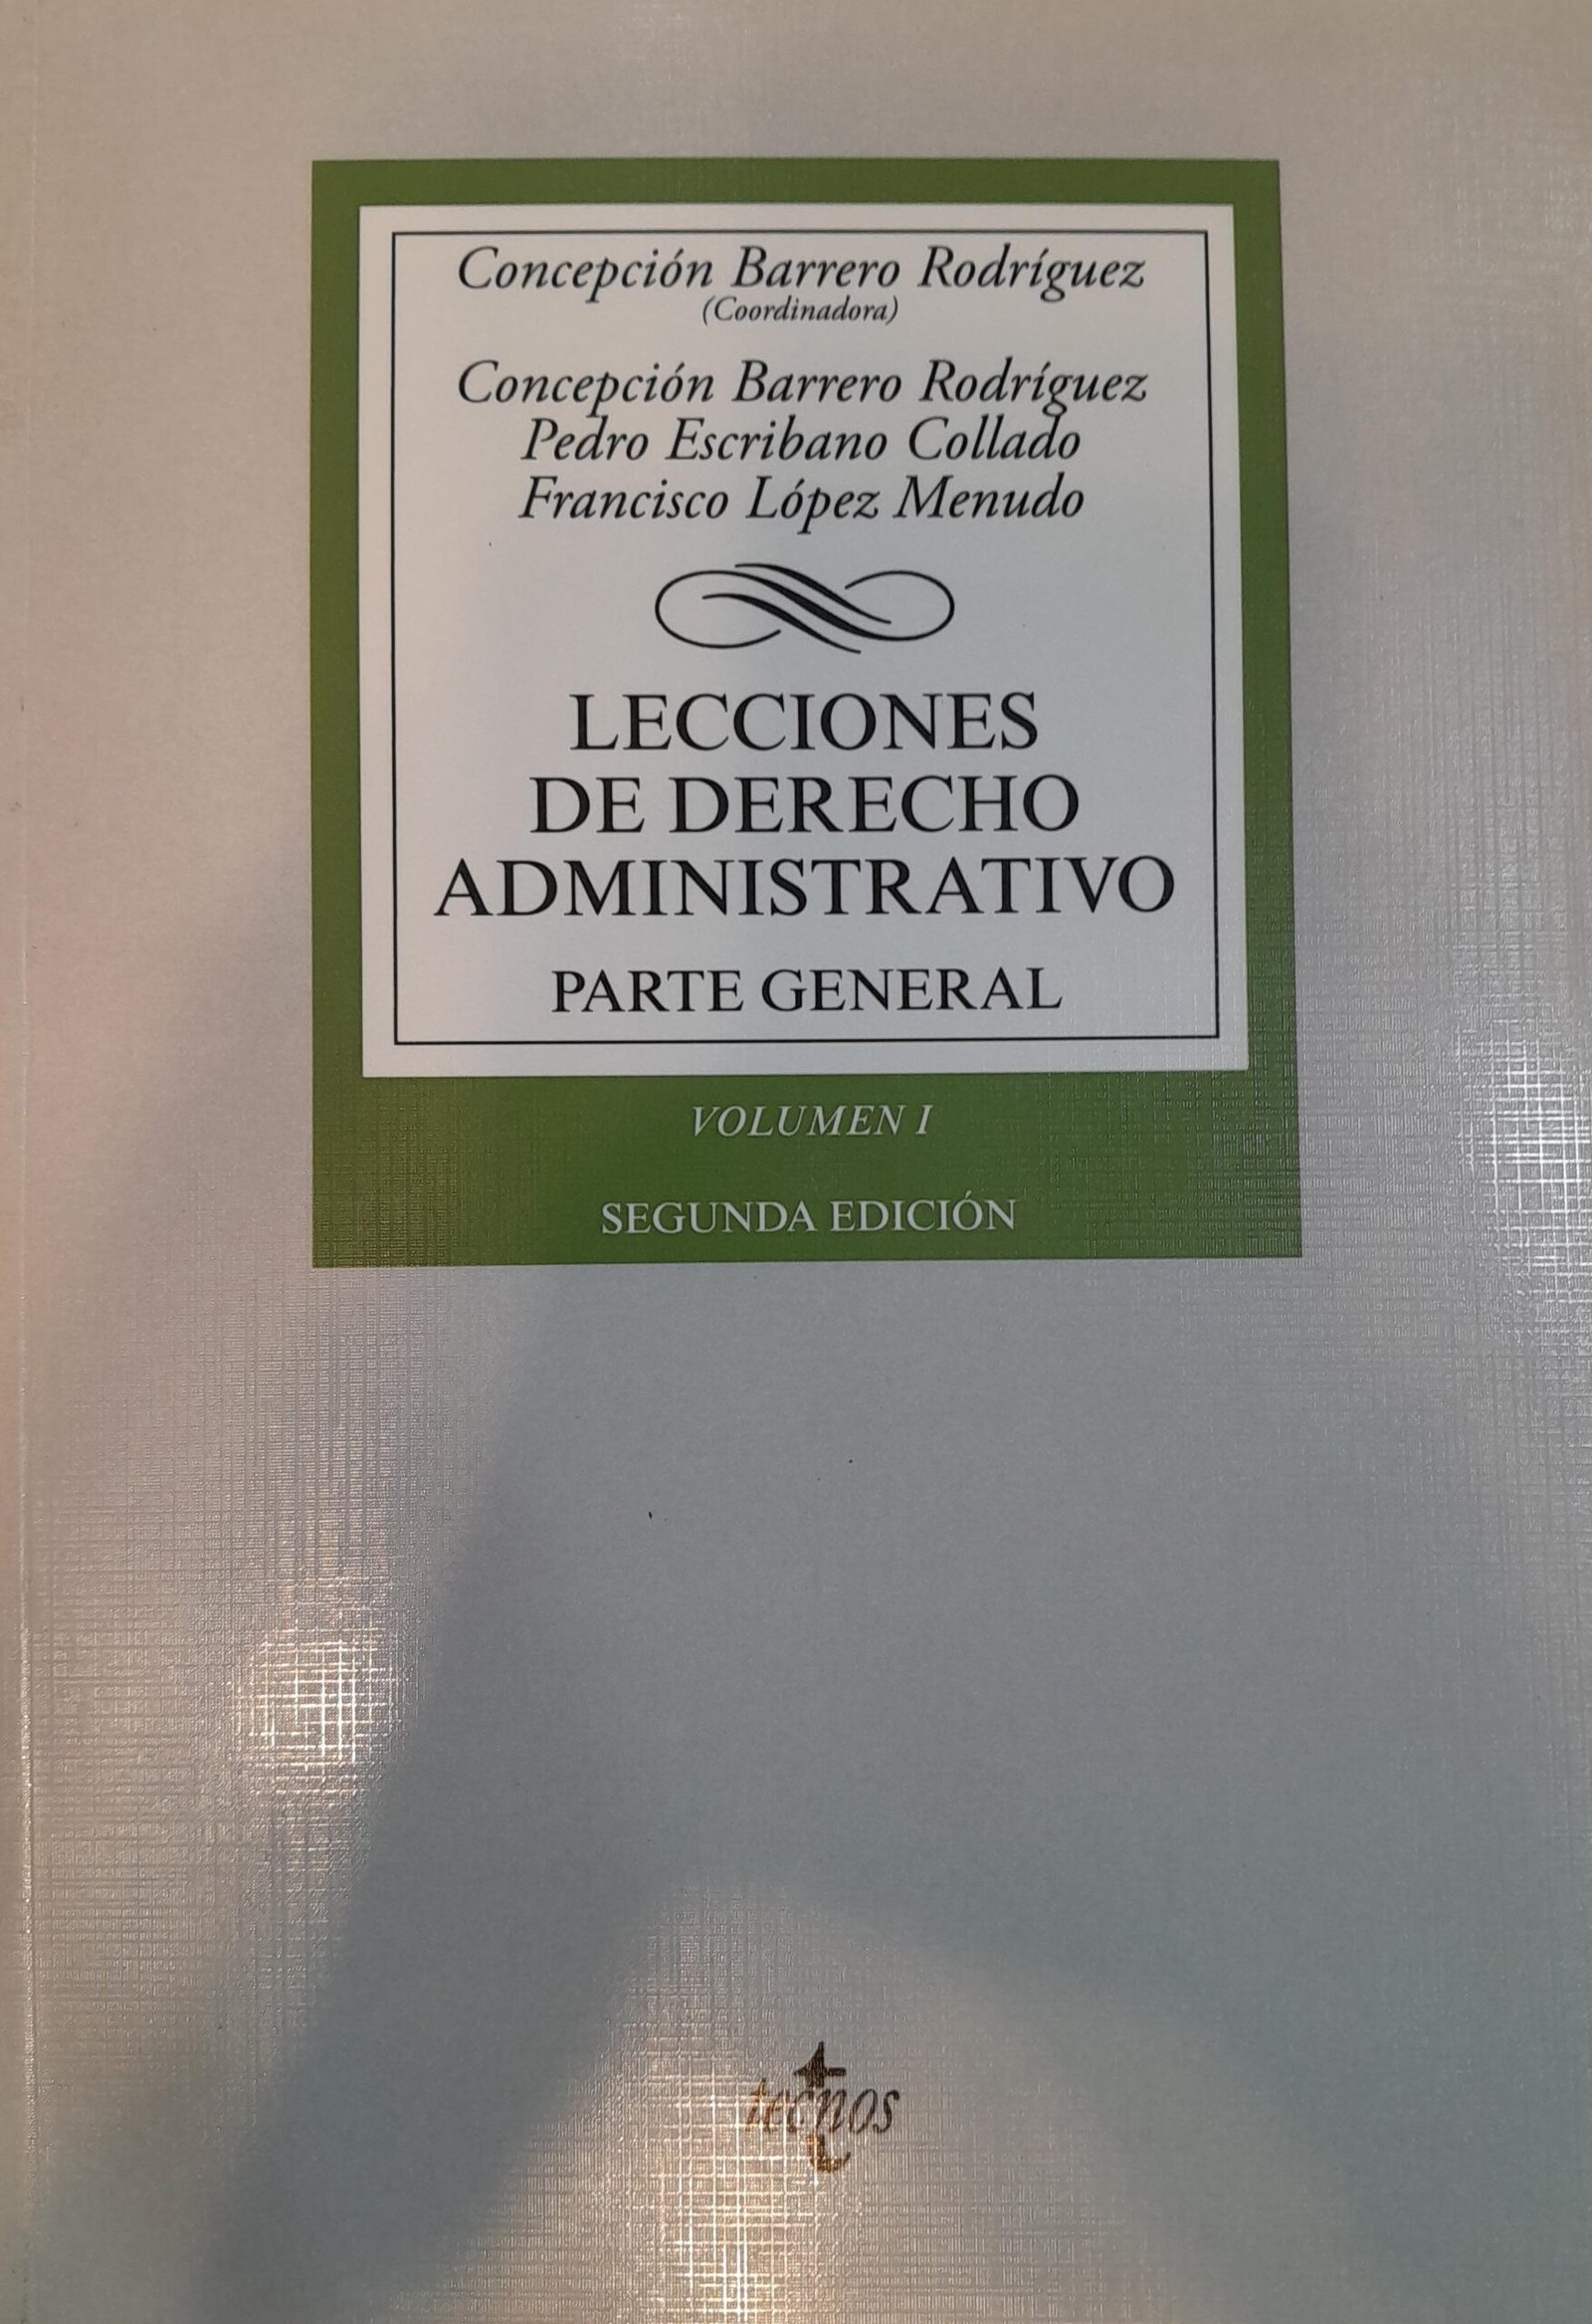 Concepción Barrero Rodríguez
(Coordinadora)
Concepción Barrero Rodríguez
Pedro Escribano Collado
Francisco López Menudo
LECCIONES
DE DERECHO
ADMINISTRATIVO
PARTE GENERAL
VOLUMEN I
SEGUNDA EDICIÓN
tecnos